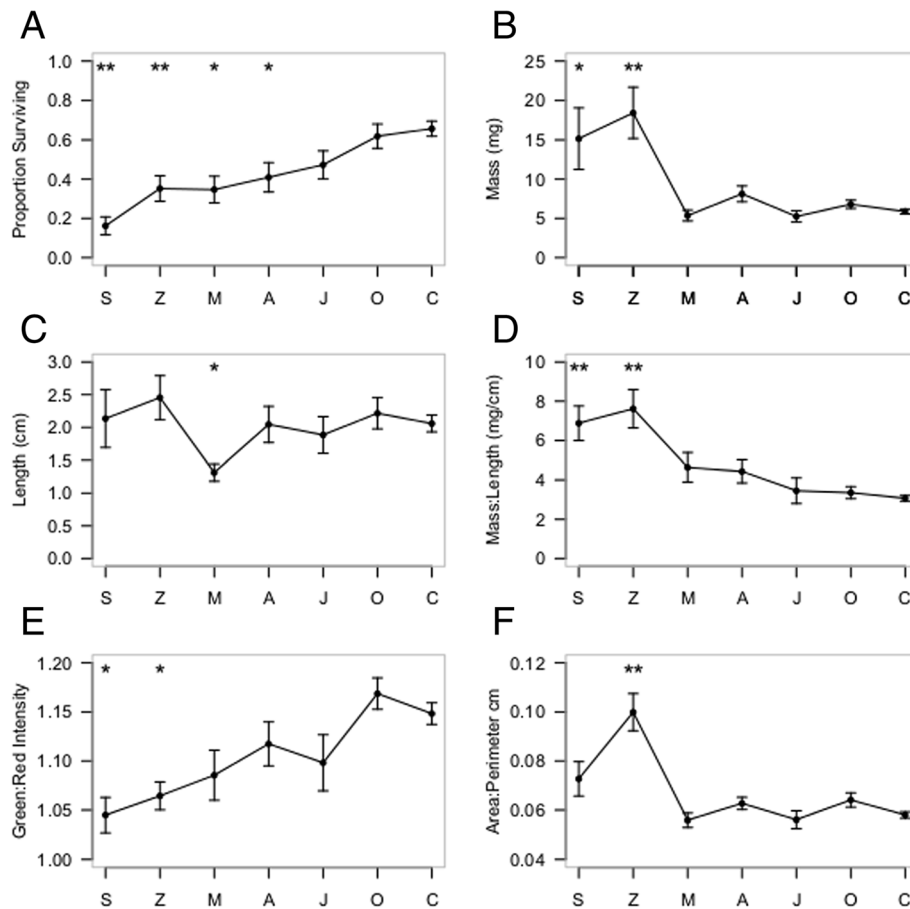 A
Proportion Surviving
1.0
0.8
0.6
0.4
0.2
0.0
** ** * *
S Z M A J O C
B
Mass (mg)
25
20
15
10
5
0
* **
S Z M A J O C
C
Length (cm)
3.0
2.5
2.0
1.5
1.0
0.5
0.0
*
S Z M A J O C
D
Mass:Length (mg/cm)
10
8
6
4
2
0
** **
S Z M A J O C
E
Green:Red Intensity
1.20
1.15
1.10
1.05
1.00
* *
S Z M A J O C
F
Area:Perimeter cm
0.12
0.10
0.08
0.06
0.04
**
S Z M A J O C